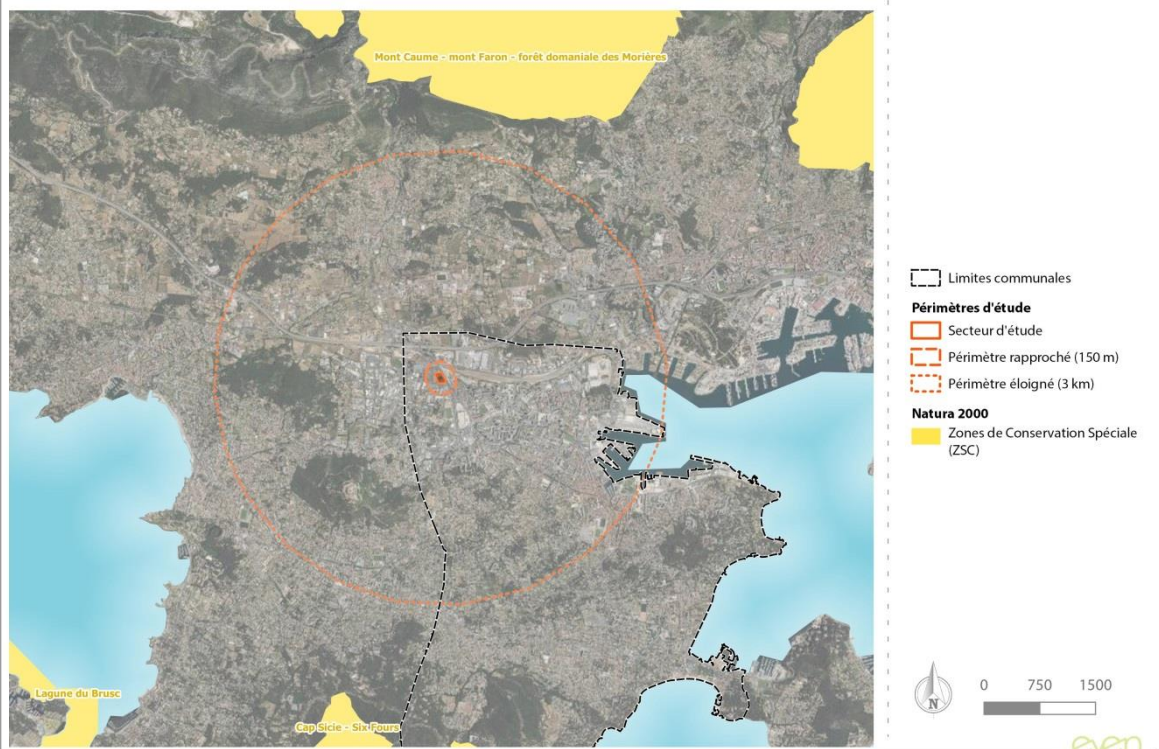 Mont Caume - mont Faron - forêt domaniale des Morières
Lagune du Brusc
Cap Sicie - Six Fours
Limites communales
Périmètres d'étude
Secteur d'étude
Périmètre rapproché (150 m)
Périmètre éloigné (3 km)
Natura 2000
Zones de Conservation Spéciale
(ZSC)
N
0 750 1500